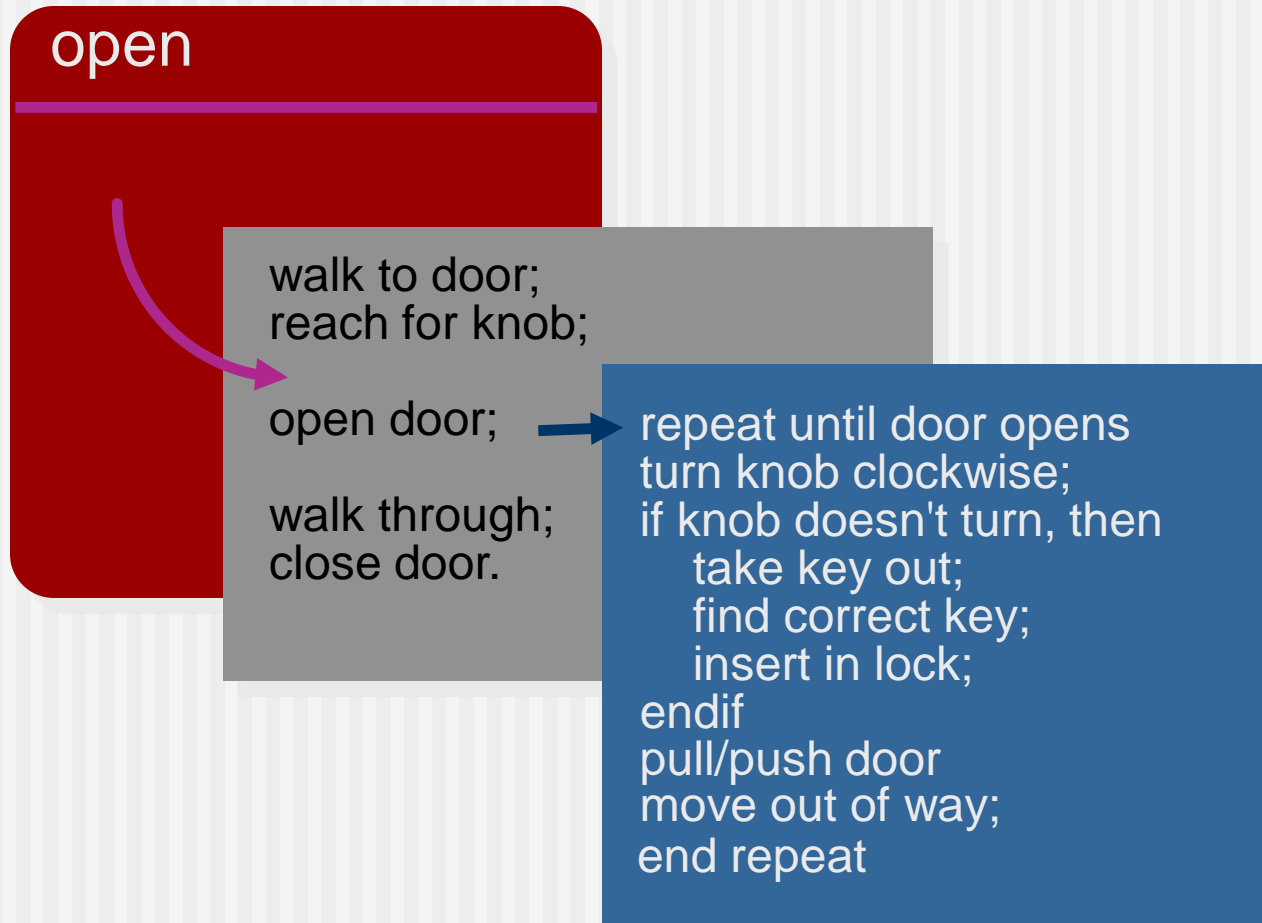 open
walk to door;
reach for knob;
open door;
walk through;
close door.
repeat until door opens
turn knob clockwise;
if knob doesn't turn, then
take key out;
find correct key;
insert in lock;
endif
pull/push door
move out of way;
end repeat